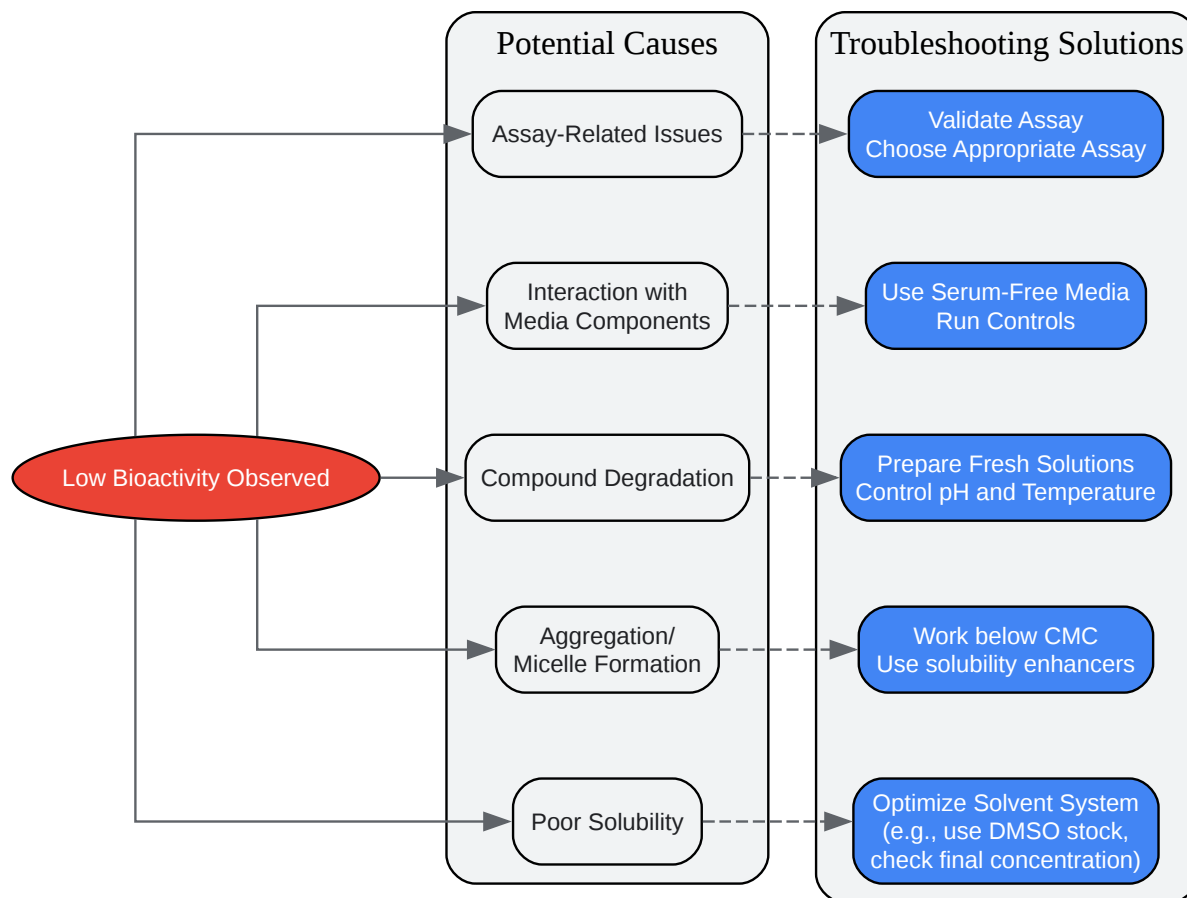 Potential Causes
Troubleshooting Solutions
Assay-Related Issues
Validate Assay
Choose Appropriate Assay
Interaction with
Media Components
Use Serum-Free Media
Run Controls
Low Bioactivity Observed
Compound Degradation
Prepare Fresh Solutions
Control pH and Temperature
Aggregation/
Micelle Formation
Work below CMC
Use solubility enhancers
Poor Solubility
Optimize Solvent System
(e.g., use DMSO stock,
check final concentration)